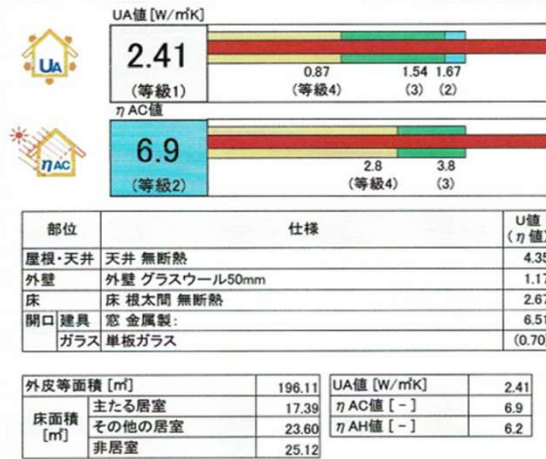 UA値 [W/㎡K]
UA
2.41
(等級1)
0.87 1.54 1.67
(等級4) (3) (2)
ηAC値
ηAC
6.9
(等級2)
2.8 3.8
(等級4) (3)
部位 仕様 U値 (η値)
屋根・天井 天井 無断熱 4.35
外壁 外壁 グラスウール50mm 1.17
床 床 根太間 無断熱 2.67
開口 建具 窓 金属製: 6.51
ガラス 単板ガラス (0.70)
外皮等面積 [㎡] 196.11
床面積 [㎡] 主たる居室 17.39
その他の居室 23.60
非居室 25.12
UA値 [W/㎡K] 2.41
ηAC値 [-] 6.9
ηAH値 [-] 6.2